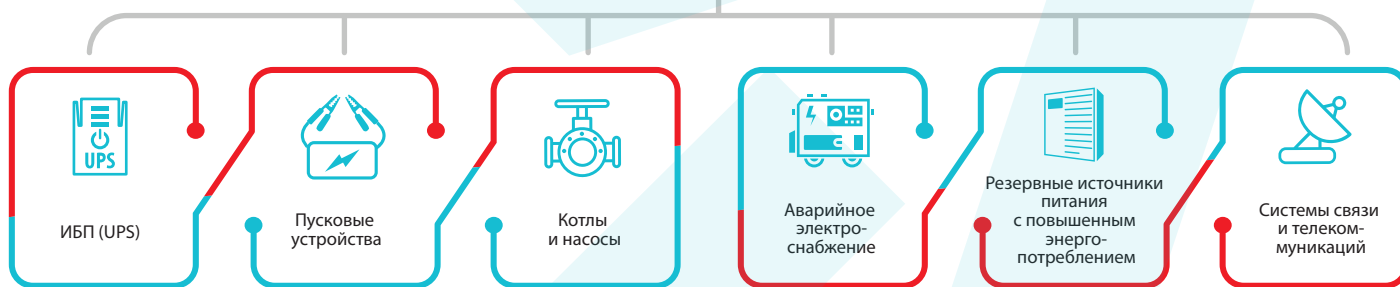 UPS
ИБП (UPS)
Пусковые
устройства
Котлы
и насосы
Аварийное
электро-
снабжение
Резервные источники
питания
с повышенным
энерго-
потреблением
Системы связи
и телеком-
муникаций